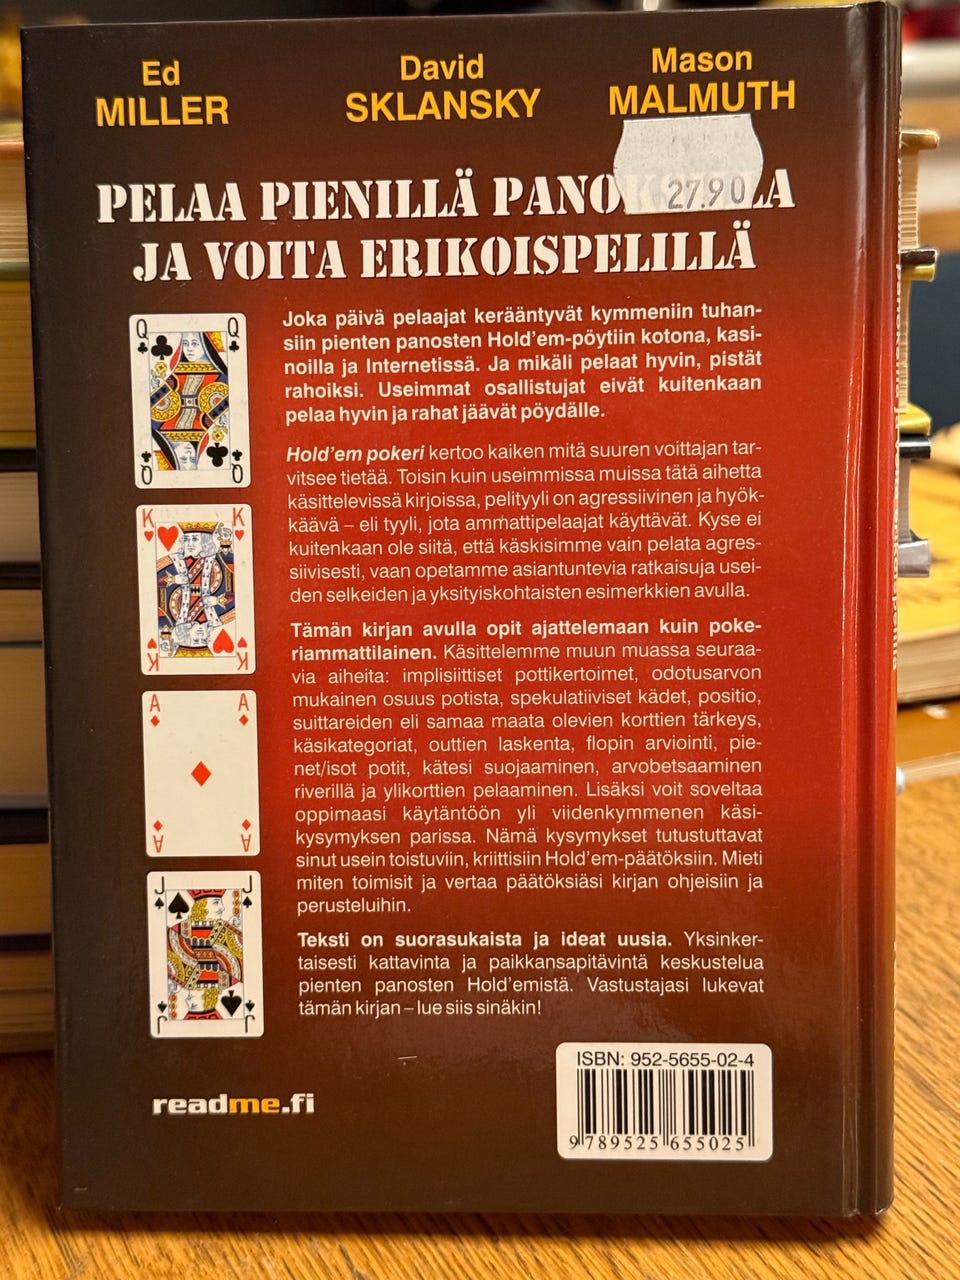 Ed
MILLER
David
SKLANSKY
Mason
MALMUTH
27.90
PELAA PIENILLÄ
JA VOITA ERIKOISPELILLÄ
Joka päivä pelaajat kerääntyvät kymmeniin tuhan-
siin pienten panosten Hold'em-pöytiin kotona, kasi-
noilla ja Internetissä. Ja mikäli pelaat hyvin, pistät
rahoiksi. Useimmat osallistujat eivät kuitenkaan
pelaa hyvin ja rahat jäävät pöydälle.
Hold'em pokeri kertoo kaiken mitä suuren voittajan tar-
vitsee tietää. Toisin kuin useimmissa muissa tätä aihetta
käsittelevissä kirjoissa, pelityyli on agressiivinen ja hyök-
käävä – eli tyyli, jota ammattipelaajat käyttävät. Kyse ei
kuitenkaan ole siitä, että käskisimme vain pelata agres-
siivisesti, vaan opetamme asiantuntevia ratkaisuja usei-
den selkeiden ja yksityiskohtaisten esimerkkien avulla.
Tämän kirjan avulla opit ajattelemaan kuin poke-
riammattilainen. Käsittelemme muun muassa seuraa-
via aiheita: implisiittiset pottikertoimet, odotusarvon
mukainen osuus potista, spekulatiiviset kädet, positio,
suittareiden eli samaa maata olevien korttien tärkeys,
käsikategoriat, outtien laskenta, flopin arviointi, pie-
net/isot potit, kätesi suojaaminen, arvobetsaaminen
riverillä ja ylikorttien pelaaminen. Lisäksi voit soveltaa
oppimaasi käytäntöön yli viidenkymmenen käsi-
kysymyksen parissa. Nämä kysymykset tutustuttavat
sinut usein toistuviin, kriittisiin Hold'em-päätöksiin. Mieti
miten toimisit ja vertaa päätöksiäsi kirjan ohjeisiin ja
perusteluihin.
Teksti on suorasukaista ja ideat uusia. Yksinker-
taisesti kattavinta ja paikkansapitävintä keskustelua
pienten panosten Hold'emistä. Vastustajasi lukevat
tämän kirjan – lue siis sinäkin!
Q Q
Q Q
K K
K K
A A
A A
J J
J J
readme.fi
ISBN: 952-5655-02-4
9 789525 655025